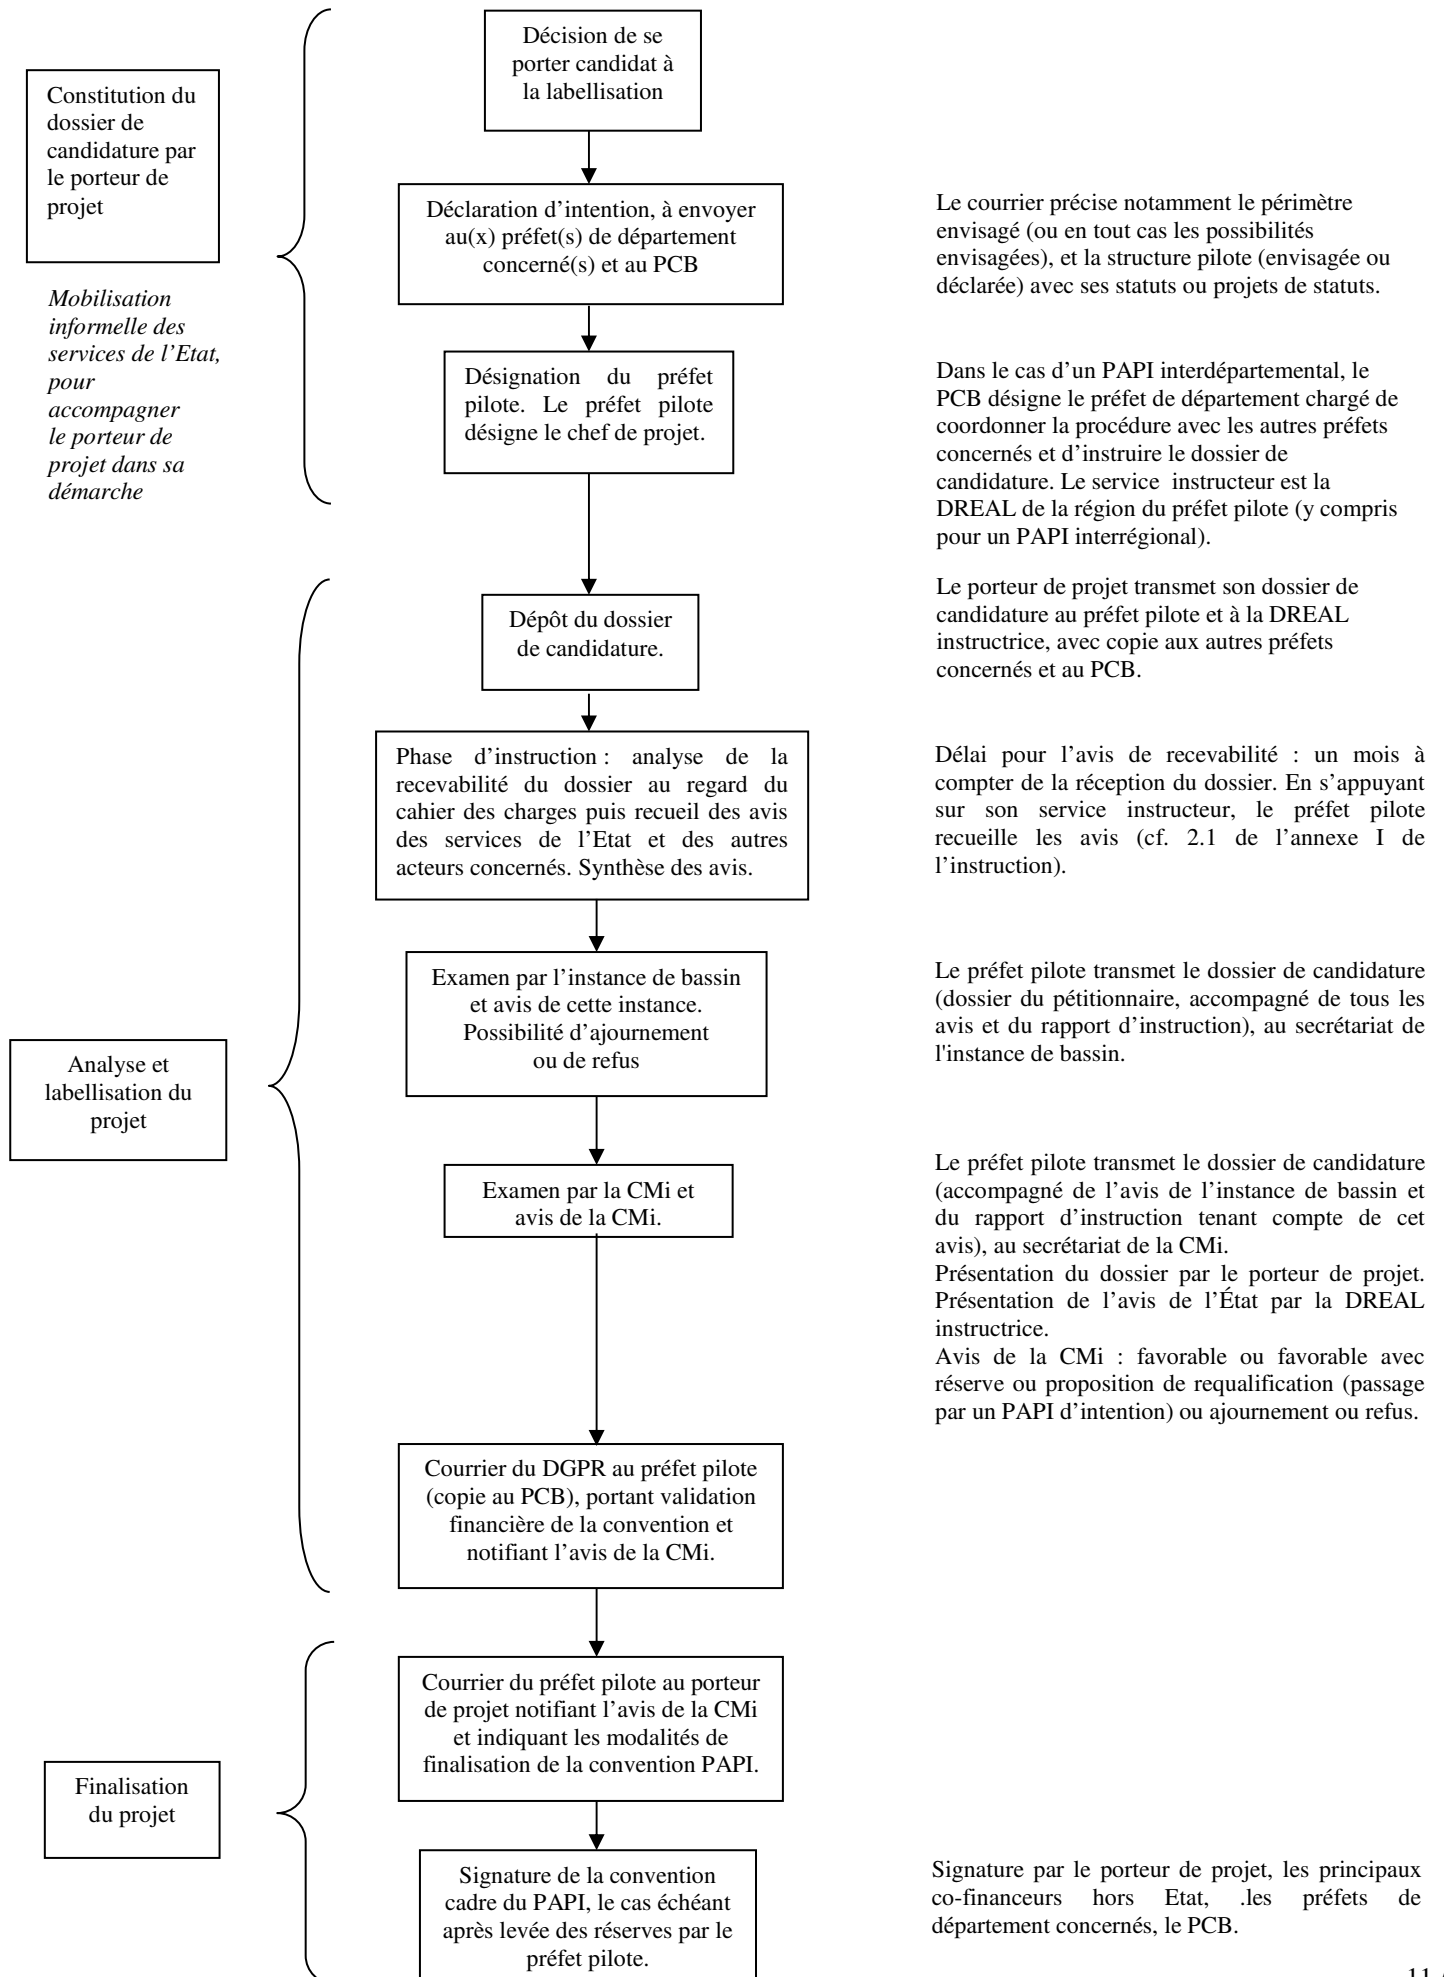 Décision de se
porter candidat à
la labellisation
Constitution du
dossier de
candidature par
le porteur de
projet
Mobilisation
informelle des
services de l’Etat,
pour
accompagner
le porteur de
projet dans sa
démarche
Déclaration d’intention, à envoyer
au(x) préfet(s) de département
concerné(s) et au PCB
Le courrier précise notamment le périmètre
envisagé (ou en tout cas les possibilités
envisagées), et la structure pilote (envisagée ou
déclarée) avec ses statuts ou projets de statuts.
Désignation du préfet
pilote. Le préfet pilote
désigne le chef de projet.
Dans le cas d’un PAPI interdépartemental, le
PCB désigne le préfet de département chargé de
coordonner la procédure avec les autres préfets
concernés et d’instruire le dossier de
candidature. Le service instructeur est la
DREAL de la région du préfet pilote (y compris
pour un PAPI interrégional).
Dépôt du dossier
de candidature.
Le porteur de projet transmet son dossier de
candidature au préfet pilote et à la DREAL
instructrice, avec copie aux autres préfets
concernés et au PCB.
Phase d’instruction : analyse de la
recevabilité du dossier au regard du
cahier des charges puis recueil des avis
des services de l’Etat et des autres
acteurs concernés. Synthèse des avis.
Délai pour l’avis de recevabilité : un mois à
compter de la réception du dossier. En s’appuyant
sur son service instructeur, le préfet pilote
recueille les avis (cf. 2.1 de l’annexe I de
l’instruction).
Examen par l’instance de bassin
et avis de cette instance.
Possibilité d’ajournement
ou de refus
Le préfet pilote transmet le dossier de candidature
(dossier du pétitionnaire, accompagné de tous les
avis et du rapport d’instruction), au secrétariat de
l'instance de bassin.
Analyse et
labellisation du
projet
Examen par la CMi et
avis de la CMi.
Le préfet pilote transmet le dossier de candidature
(accompagné de l’avis de l’instance de bassin et
du rapport d’instruction tenant compte de cet
avis), au secrétariat de la CMi.
Présentation du dossier par le porteur de projet.
Présentation de l’avis de l’État par la DREAL
instructrice.
Avis de la CMi : favorable ou favorable avec
réserve ou proposition de requalification (passage
par un PAPI d’intention) ou ajournement ou refus.
Courrier du DGPR au préfet pilote
(copie au PCB), portant validation
financière de la convention et
notifiant l’avis de la CMi.
Courrier du préfet pilote au porteur
de projet notifiant l’avis de la CMi
et indiquant les modalités de
finalisation de la convention PAPI.
Finalisation
du projet
Signature de la convention
cadre du PAPI, le cas échéant
après levée des réserves par le
préfet pilote.
Signature par le porteur de projet, les principaux
co-financeurs hors Etat, .les préfets de
département concernés, le PCB.